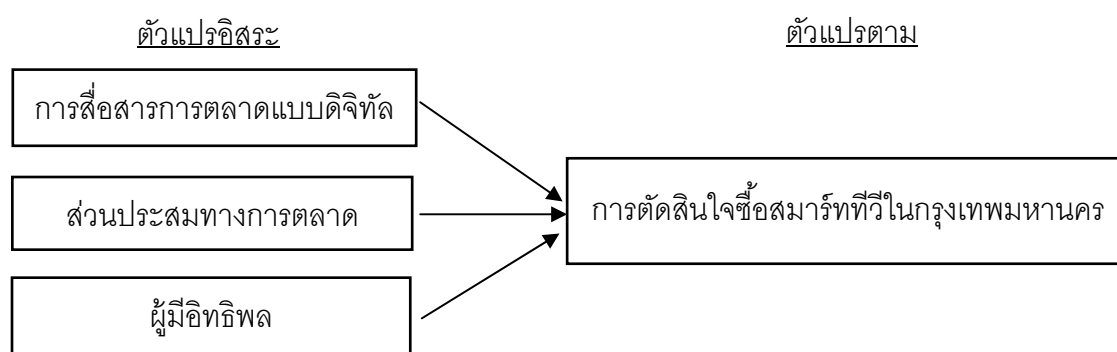 ตัวแปรอิสระ
ตัวแปรตาม
การสื่อสารการตลาดแบบดิจิทัล
ส่วนประสมทางการตลาด
การตัดสินใจซื้อสมาร์ททีวีในกรุงเทพมหานคร
ผู้มีอิทธิพล